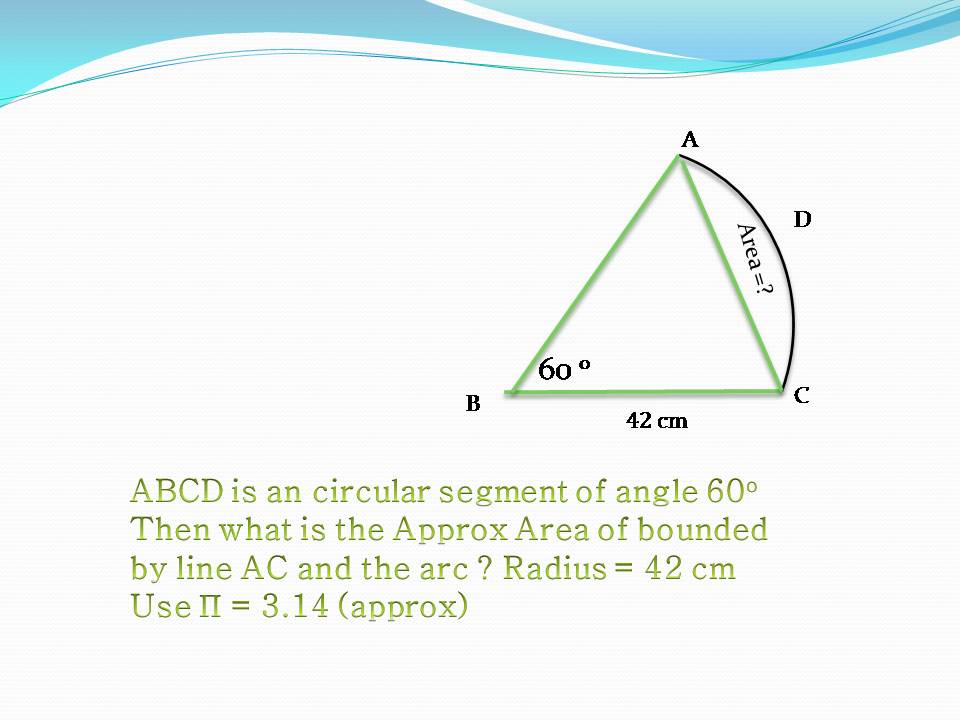 A
D
Area =?
60 º
B
C
42 cm
ABCD is an circular segment of angle 60º
Then what is the Approx Area of bounded
by line AC and the arc ? Radius = 42 cm
Use Π = 3.14 (approx)